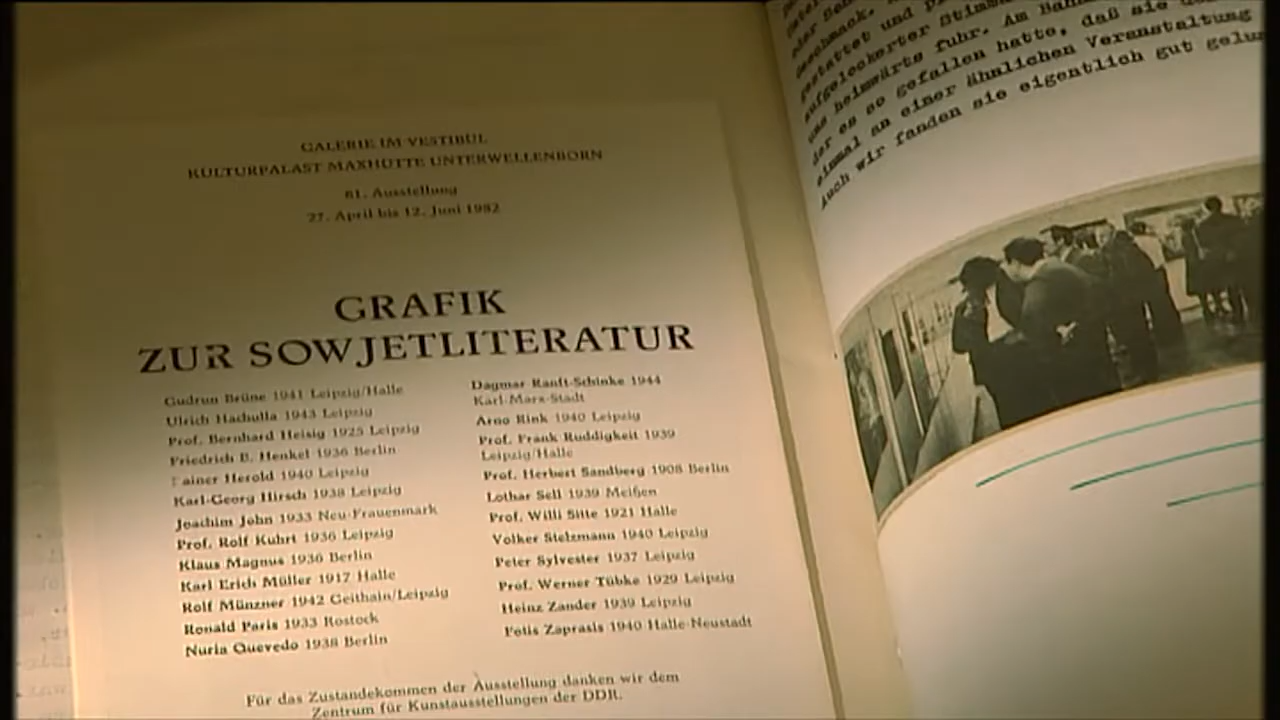 GALERIE IM VESTIBÜL
KULTURPALAST MAXHÜTTE UNTERWELLENBORN
61. Ausstellung
27. April bis 12. Juni 1982
GRAFIK
ZUR SOWJETLITERATUR
Gudrun Brüne 1941 Leipzig/Halle
Ulrich Hachulla 1943 Leipzig
Prof. Bernhard Heisig 1925 Leipzig
Friedrich B. Henkel 1936 Berlin
ainer Herold 1940 Leipzig
Karl-Georg Hirsch 1938 Leipzig
Joachim John 1933 Neu-Frauenmark
Prof. Rolf Kuhrt 1936 Leipzig
Klaus Magnus 1936 Berlin
Karl Erich Müller 1917 Halle
Rolf Münzner 1942 Geithain/Leipzig
Ronald Paris 1933 Rostock
Nuria Quevedo 1938 Berlin
Dagmar Ranft-Schinke 1944
Karl-Marx-Stadt
Arno Rink 1940 Leipzig
Prof. Frank Ruddigkeit 1939
Leipzig/Halle
Prof. Herbert Sandberg 1908 Berlin
Lothar Sell 1939 Meißen
Prof. Willi Sitte 1921 Halle
Volker Stelzmann 1940 Leipzig
Peter Sylvester 1937 Leipzig
Prof. Werner Tübke 1929 Leipzig
Heinz Zander 1939 Leipzig
Fotis Zaprasis 1940 Halle-Neustadt
Für das Zustandekommen der Ausstellung danken wir dem
Zentrum für Kunstausstellungen der DDR.
oder
Geschmack.
gestattet und
aufgelockerter Stimm
uns heimwärts fuhr. Am Bahn
der es so gefallen hatte, daß sie
einmal an einer ähnlichen Veranstaltung
Auch wir fanden sie eigentlich gut gelun